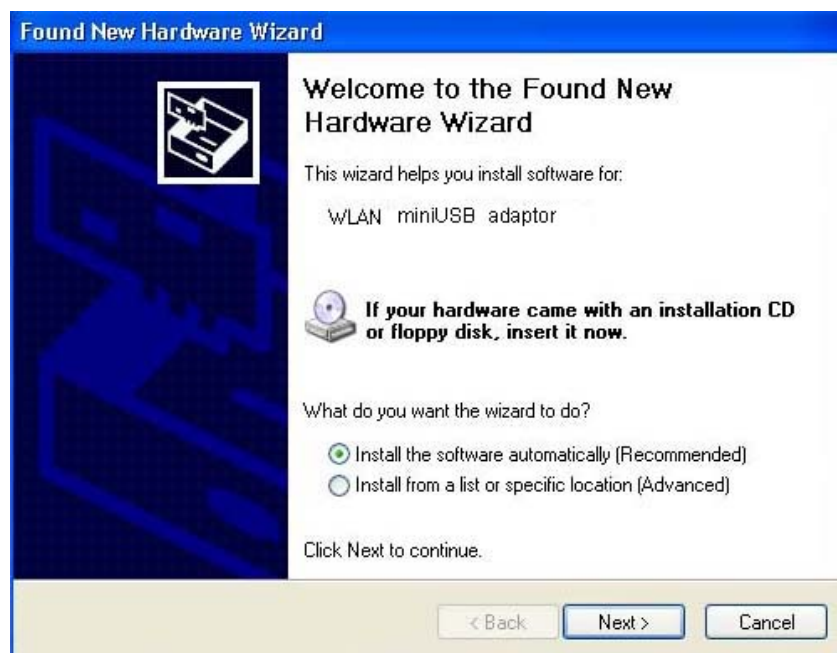 Found New Hardware Wizard
Welcome to the Found New
Hardware Wizard
This wizard helps you install software for:
WLAN miniUSB adaptor
If your hardware came with an installation CD
or floppy disk, insert it now.
What do you want the wizard to do?
Install the software automatically (Recommended)
Install from a list or specific location (Advanced)
Click Next to continue.
< Back Next > Cancel